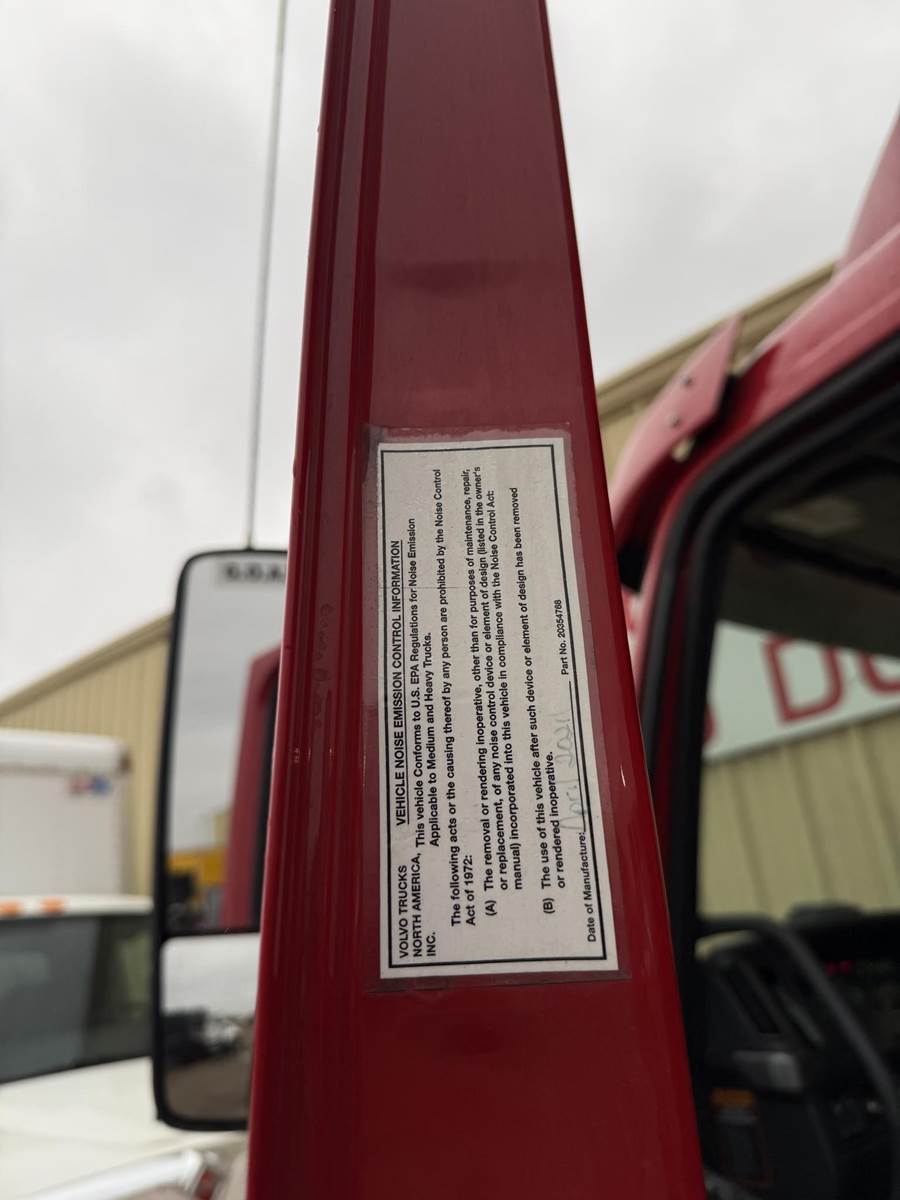 VOLVO TRUCKS
NORTH AMERICA,
INC.
VEHICLE NOISE EMISSION CONTROL INFORMATION
This vehicle Conforms to U.S. EPA Regulations for Noise Emission
Applicable to Medium and Heavy Trucks.
The following acts or the causing thereof by any person are prohibited by the Noise Control
Act of 1972:
(A) The removal or rendering inoperative, other than for purposes of maintenance, repair,
or replacement, of any noise control device or element of design (listed in the owner's
manual) incorporated into this vehicle in compliance with the Noise Control Act:
(B) The use of this vehicle after such device or element of design has been removed
or rendered inoperative.
Date of Manufacture: April Part No. 20354768